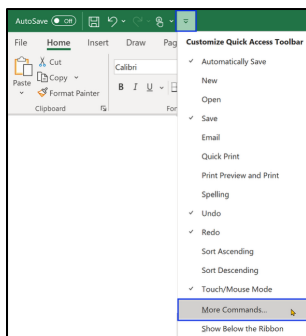 AutoSave Off
File Home Insert Draw Pag
Customize Quick Access Toolbar
Paste
Cut
Copy
Format Painter
Clipboard
Calibri
B I U
For
Automatically Save
New
Open
Save
Email
Quick Print
Print Preview and Print
Spelling
Undo
Redo
Sort Ascending
Sort Descending
Touch/Mouse Mode
More Commands...
Show Below the Ribbon